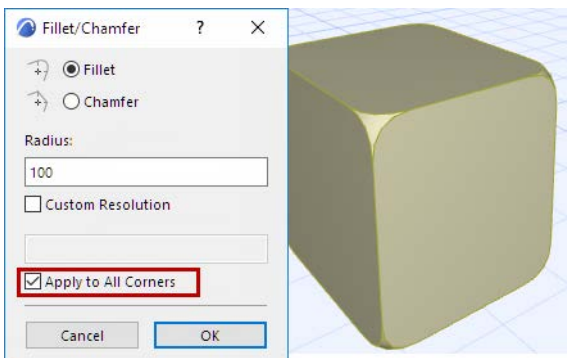 Fillet/Chamfer ? ×
Fillet
Chamfer
Radius:
100
Custom Resolution
Apply to All Corners
Cancel OK